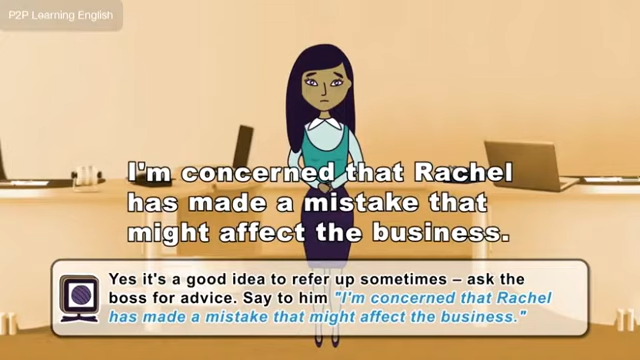 P2P Learning English
I'm concerned that Rachel
has made a mistake that
might affect the business.
Yes it's a good idea to refer up sometimes – ask the
boss for advice. Say to him "I'm concerned that Rachel
has made a mistake that might affect the business."